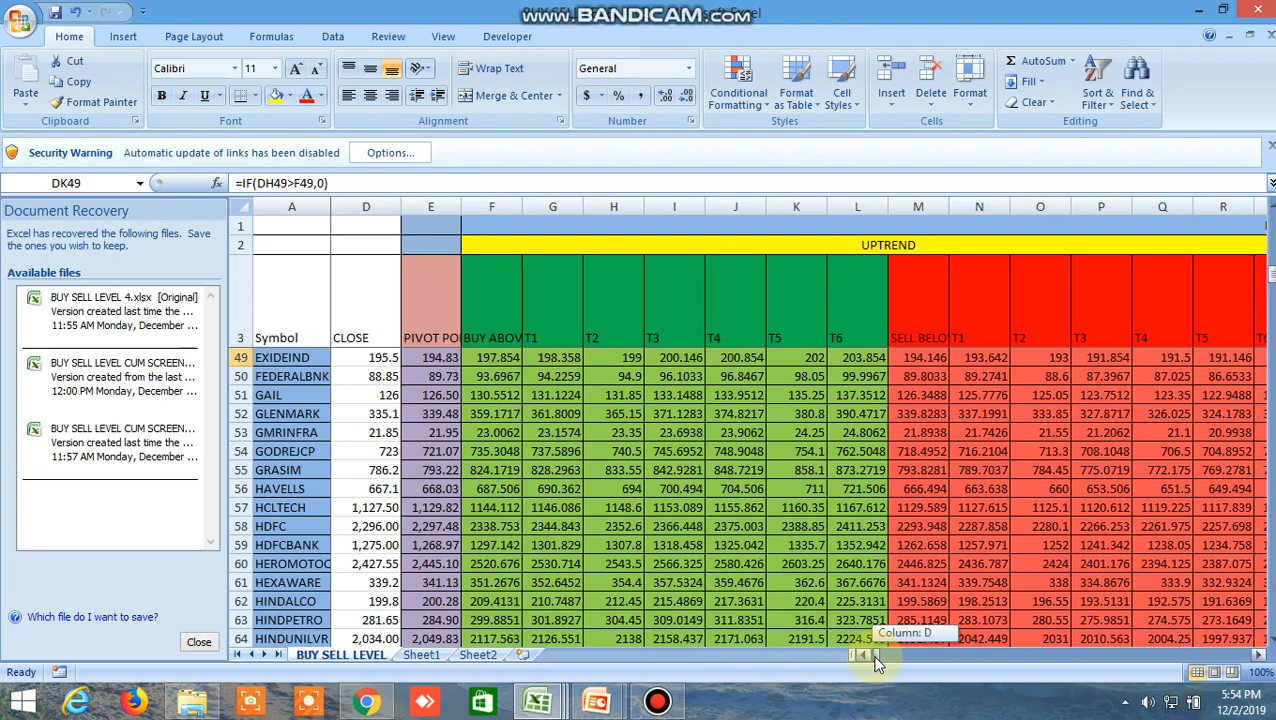 www.BANDICAM.com
Home Insert Page Layout Formulas Data Review View Developer
Cut
Copy
Format Painter
Paste
Clipboard
Calibri 11
B I U
Font
Wrap Text
Merge & Center
Alignment
General
$ % ,
Number
Conditional Formatting
Format as Table
Cell Styles
Styles
Insert Delete Format
Cells
AutoSum
Fill
Clear
Sort & Filter
Find & Select
Editing
Security Warning Automatic update of links has been disabled Options...
DK49 fx =IF(DH49>F49,0)
Document Recovery
Excel has recovered the following files. Save the ones you wish to keep.
Available files
BUY SELL LEVEL 4.xlsx [Original]
Version created last time the ...
11:55 AM Monday, December ...
BUY SELL LEVEL CUM SCREEN...
Version created from the last ...
12:00 PM Monday, December ...
BUY SELL LEVEL CUM SCREEN...
Version created last time the ...
11:57 AM Monday, December ...
Which file do I want to save?
Close
A D E F G H I J K L M N O P Q R
1
2 UPTREND
3 Symbol CLOSE PIVOT PO BUY ABOV T1 T2 T3 T4 T5 T6 SELL BELOV T1 T2 T3 T4 T5 T6
49 EXIDEIND 195.5 194.83 197.854 198.358 199 200.146 200.854 202 203.854 194.146 193.642 193 191.854 191.5 191.146
50 FEDERALBNK 88.85 89.73 93.6967 94.2259 94.9 96.1033 96.8467 98.05 99.9967 89.8033 89.2741 88.6 87.3967 87.025 86.6533
51 GAIL 126 126.38 130.5512 131.1224 131.85 133.1488 133.9512 135.25 137.3512 126.3488 125.7776 125.05 123.7512 123.35 122.9488
52 GLENMARK 335.1 339.48 359.1717 361.8009 365.15 371.1283 374.8217 380.8 390.4717 339.8283 337.1991 333.85 327.8717 326.025 324.1783
53 GMRINFRA 21.85 21.95 23.0062 23.1574 23.35 23.6938 23.9062 24.25 24.8062 21.8938 21.7426 21.55 21.2062 21.1 20.9938
54 GODREJCP 723 721.07 735.3048 737.5896 740.5 745.6952 748.9048 754.1 762.5048 718.4952 716.2104 713.3 708.1048 706.5 704.8952
55 GRASIM 786.2 793.22 824.1719 828.2963 833.55 842.9281 848.7219 858.1 873.2719 793.8281 789.7037 784.45 775.0719 772.175 769.2781
56 HAVELLS 667.1 668.03 687.506 690.362 694 700.494 704.506 711 721.506 666.494 663.638 660 653.506 651.5 649.494
57 HCLTECH 1,127.50 1,129.82 1144.112 1146.086 1148.6 1153.089 1155.862 1160.35 1167.612 1129.589 1127.615 1125.1 1120.612 1119.225 1117.839
58 HDFC 2,296.00 2,297.48 2338.753 2344.843 2352.6 2366.448 2375.003 2388.85 2411.253 2293.948 2287.858 2280.1 2266.253 2261.975 2257.698
59 HDFCBANK 1,275.00 1,268.97 1297.142 1301.829 1307.8 1318.458 1325.042 1335.7 1352.942 1262.658 1257.971 1252 1241.342 1238.05 1234.758
60 HEROMOTOC 2,427.55 2,445.10 2520.676 2530.714 2543.5 2566.325 2580.426 2603.25 2640.176 2446.825 2436.787 2424 2401.176 2394.125 2387.075
61 HEXAWARE 339.2 341.13 351.2676 352.6452 354.4 357.5324 359.4676 362.6 367.6676 341.1324 339.7548 338 334.8676 333.9 332.9324
62 HINDALCO 199.8 200.28 209.4131 210.7487 212.45 215.4869 217.3631 220.4 225.3131 199.5869 198.2513 196.55 193.5131 192.575 191.6369
63 HINDPETRO 281.65 284.90 299.8851 301.8927 304.45 309.0149 311.8351 316.4 323.7851 285.1149 283.1073 280.55 275.9851 274.575 273.1649
64 HINDUNILVR 2,034.00 2,049.83 2117.563 2126.551 2138 2158.437 2171.063 2191.5 2042.449 2031 2010.563 2004.25 1997.937
Column: D
BUY SELL LEVEL Sheet1 Sheet2
Ready 100%
5:54 PM
12/2/2019